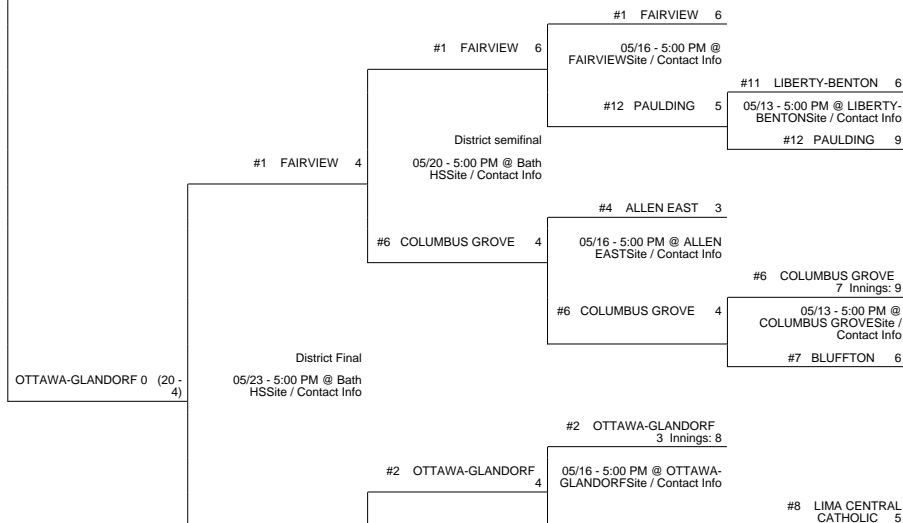 #1 FAIRVIEW 6
#1 FAIRVIEW 6
05/16 - 5:00 PM @
FAIRVIEWSite / Contact Info
#11 LIBERTY-BENTON 6
#12 PAULDING 5
05/13 - 5:00 PM @ LIBERTY-
BENTONSite / Contact Info
District semifinal
#12 PAULDING 9
#1 FAIRVIEW 4
05/20 - 5:00 PM @ Bath
HSSite / Contact Info
#4 ALLEN EAST 3
#6 COLUMBUS GROVE 4
05/16 - 5:00 PM @ ALLEN
EASTSite / Contact Info
#6 COLUMBUS GROVE
7 Innings: 9
#6 COLUMBUS GROVE 4
05/13 - 5:00 PM @
COLUMBUS GROVESite /
Contact Info
District Final
#7 BLUFFTON 6
OTTAWA-GLANDORF 0 (20 -
4)
05/23 - 5:00 PM @ Bath
HSSite / Contact Info
#2 OTTAWA-GLANDORF
3 Innings: 8
#2 OTTAWA-GLANDORF
4
05/16 - 5:00 PM @ OTTAWA-
GLANDORFSite / Contact Info
#8 LIMA CENTRAL
CATHOLIC 5